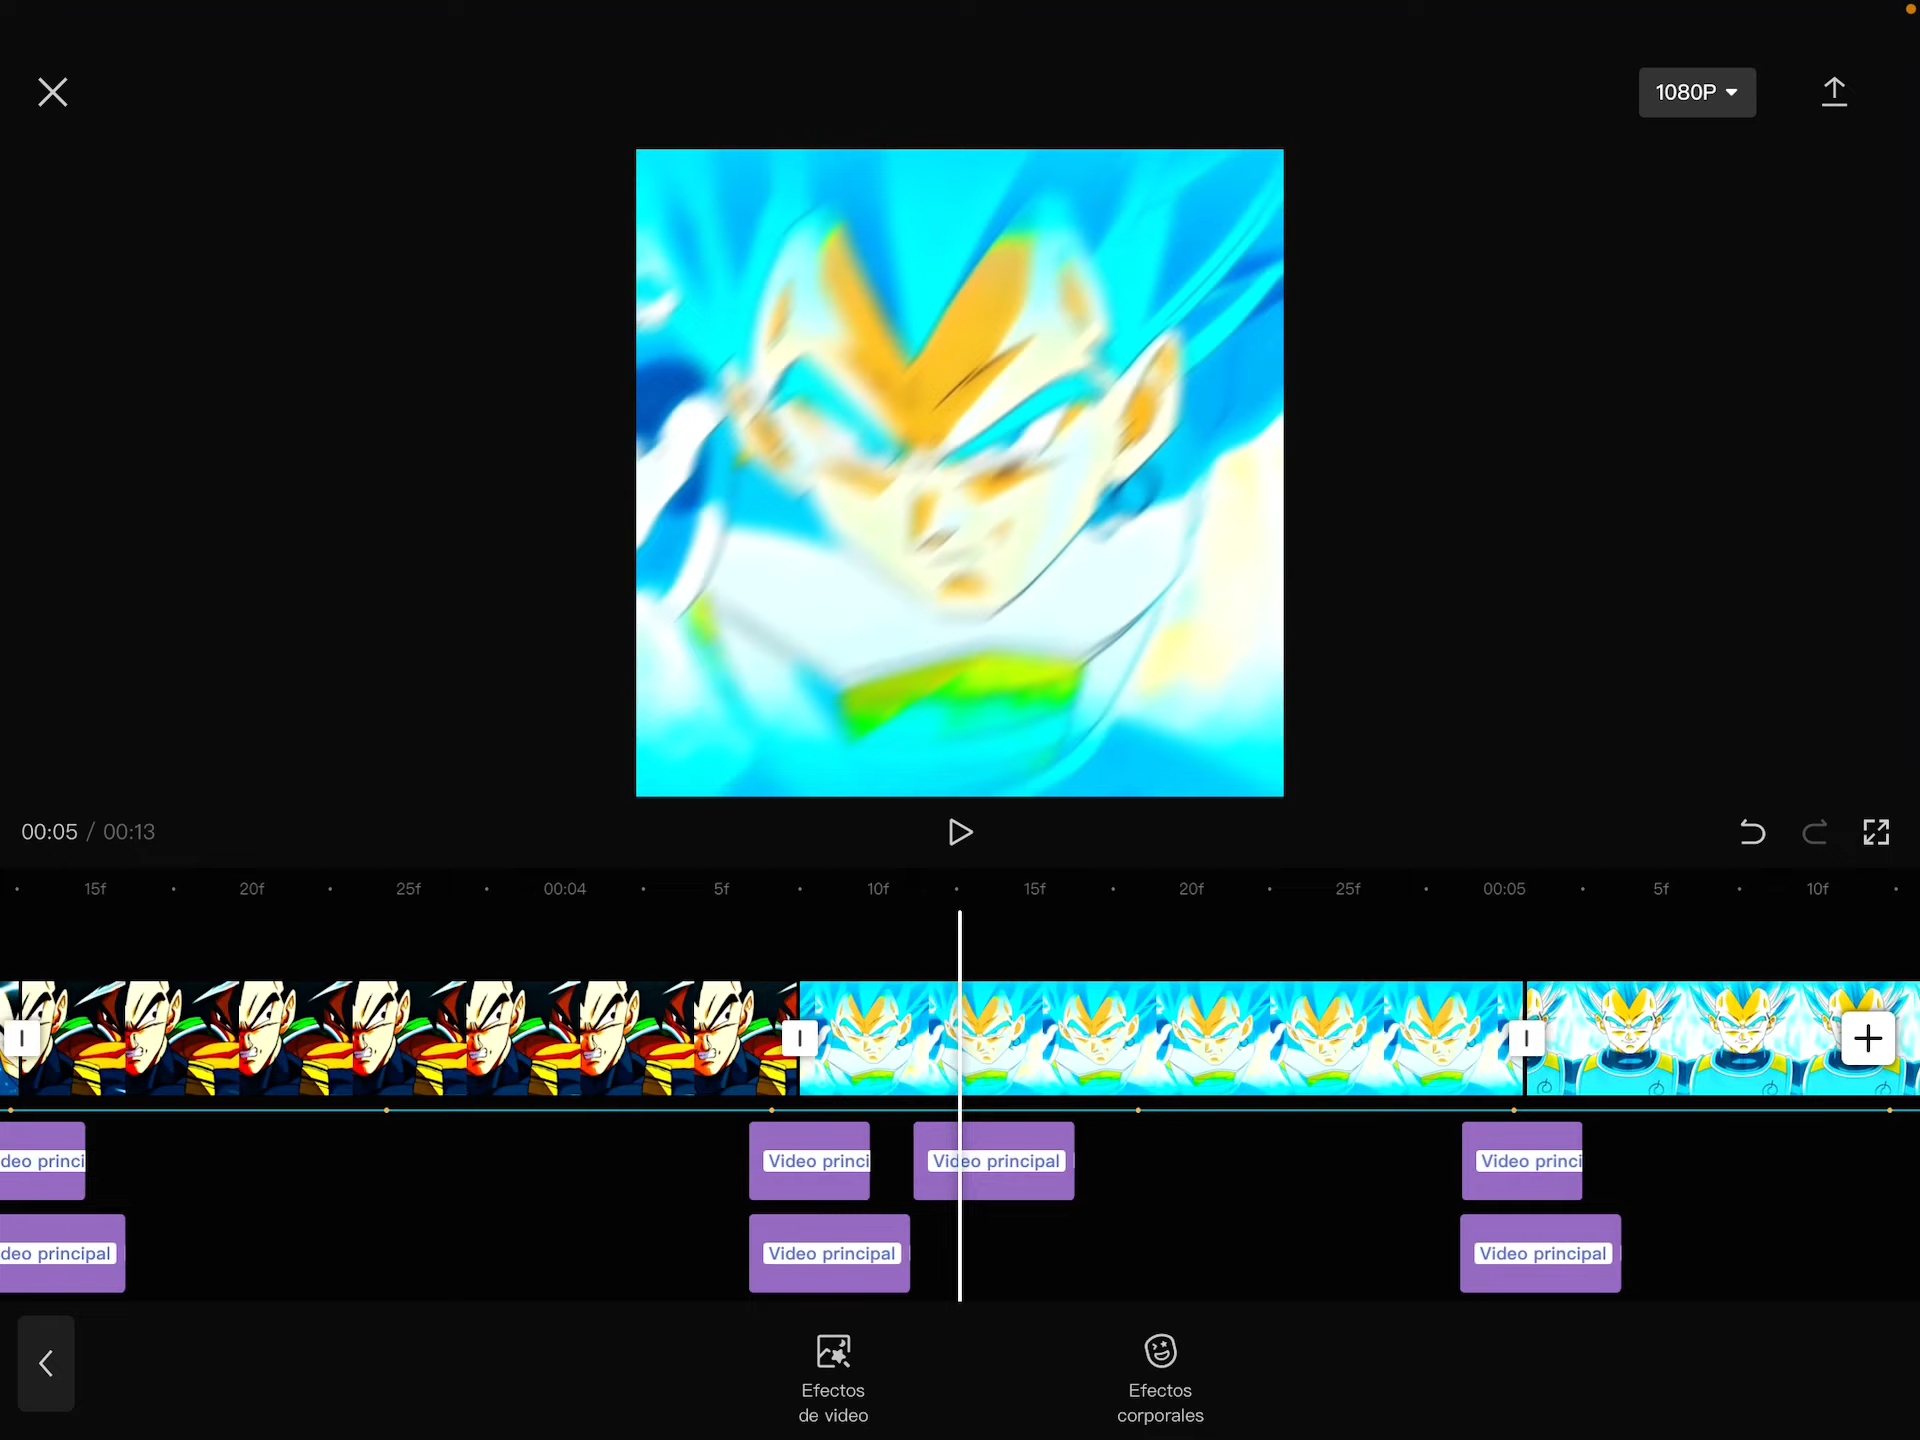 1080P
00:05 / 00:13
15f 20f 25f 00:04 5f 10f 15f 20f 25f 00:05 5f 10f
deo princi Video princi Video principal Video princi
deo principal Video principal Video principal
Efectos
de video
Efectos
corporales